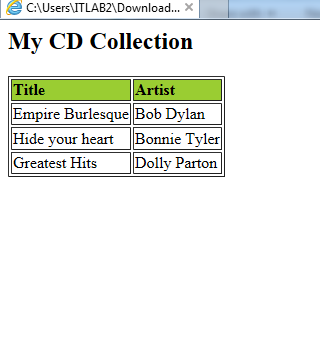 C:\Users\ITLAB2\Download...
My CD Collection
Title Artist
Empire Burlesque Bob Dylan
Hide your heart Bonnie Tyler
Greatest Hits Dolly Parton